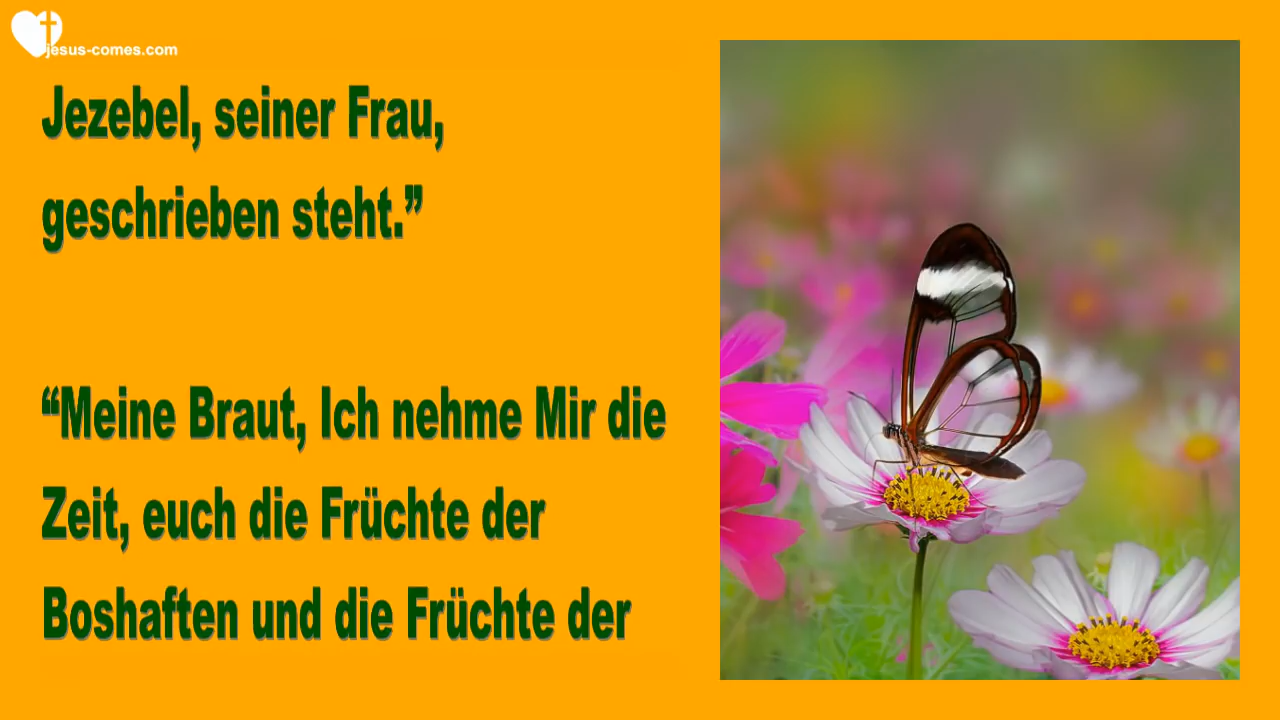 jesus-comes.com
Jezebel, seiner Frau,
geschrieben steht.”
“Meine Braut, Ich nehme Mir die
Zeit, euch die Früchte der
Boshaften und die Früchte der